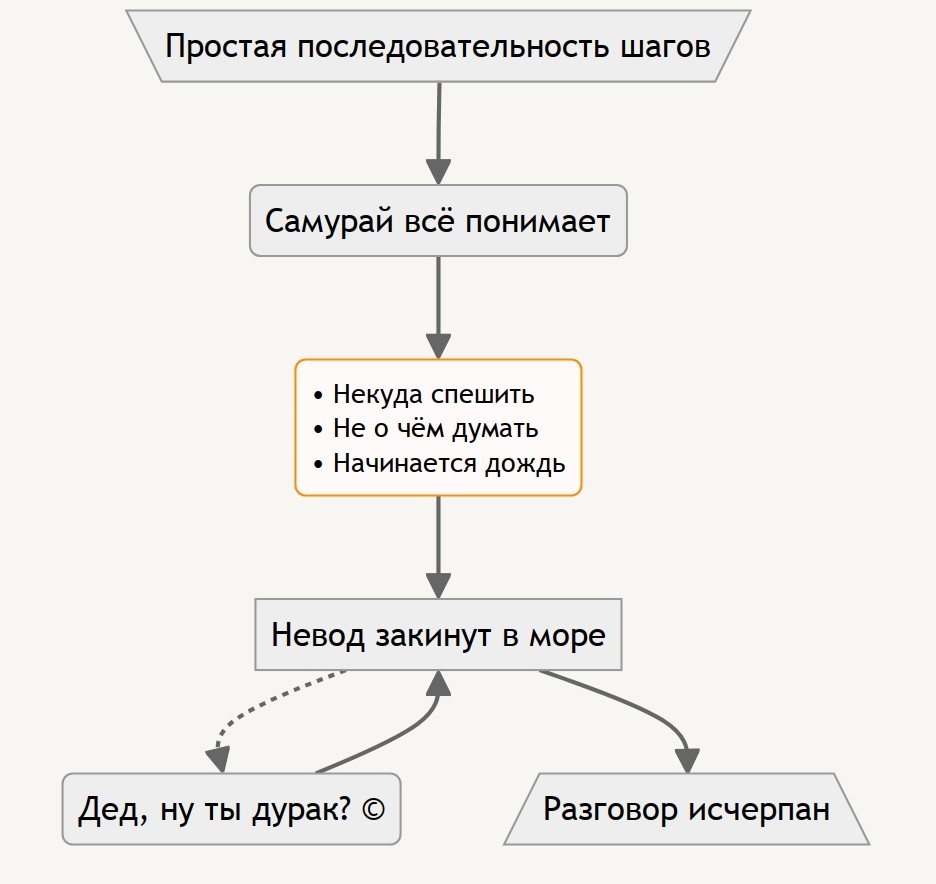 Простая последовательность шагов
Самурай всё понимает
• Некуда спешить
• Не о чём думать
• Начинается дождь
Невод закинут в море
Дед, ну ты дурак? ©
Разговор исчерпан